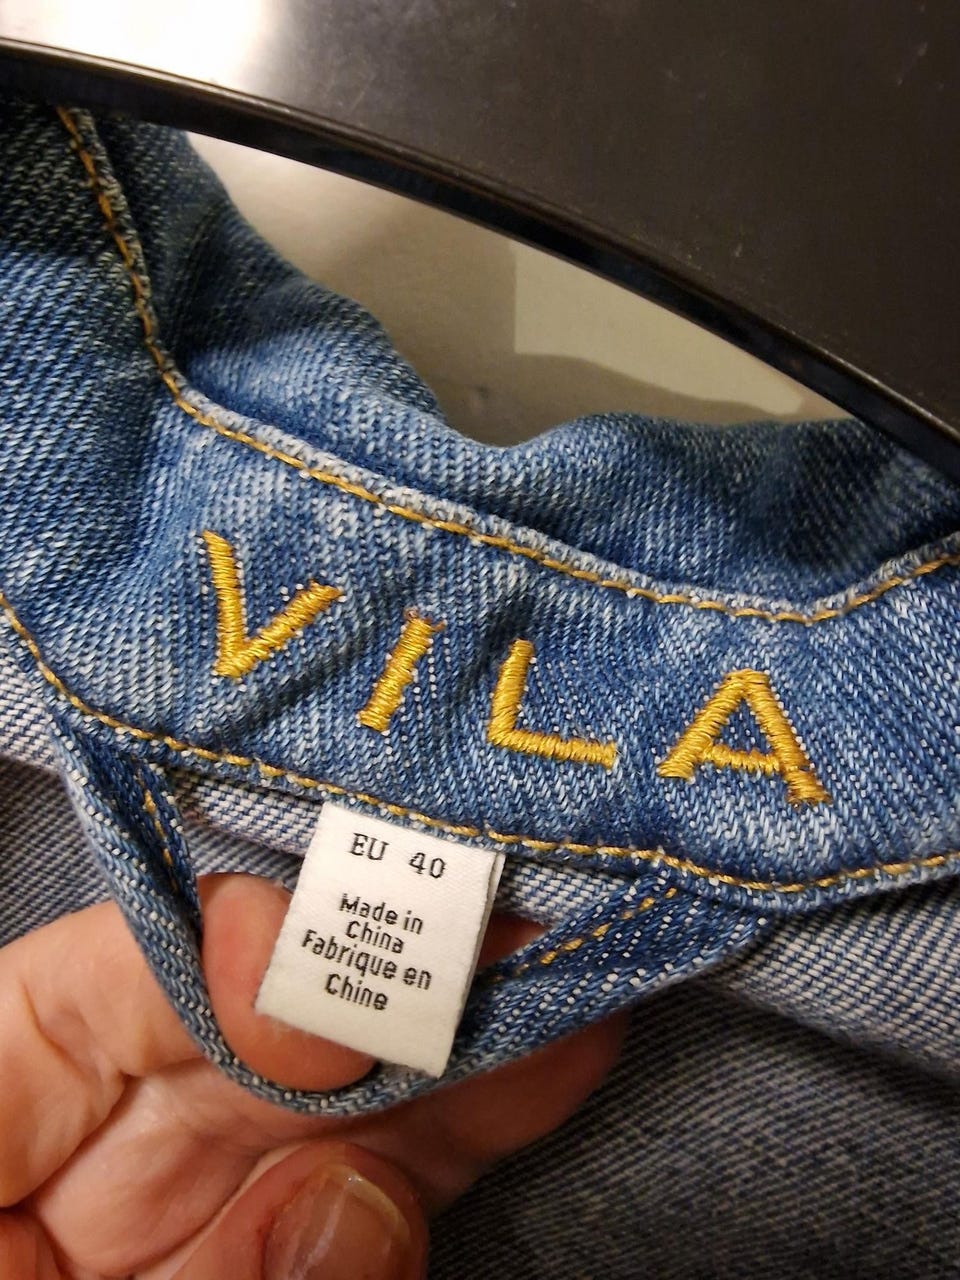 VILA
EU 40
Made in
China
Fabrique en
Chine